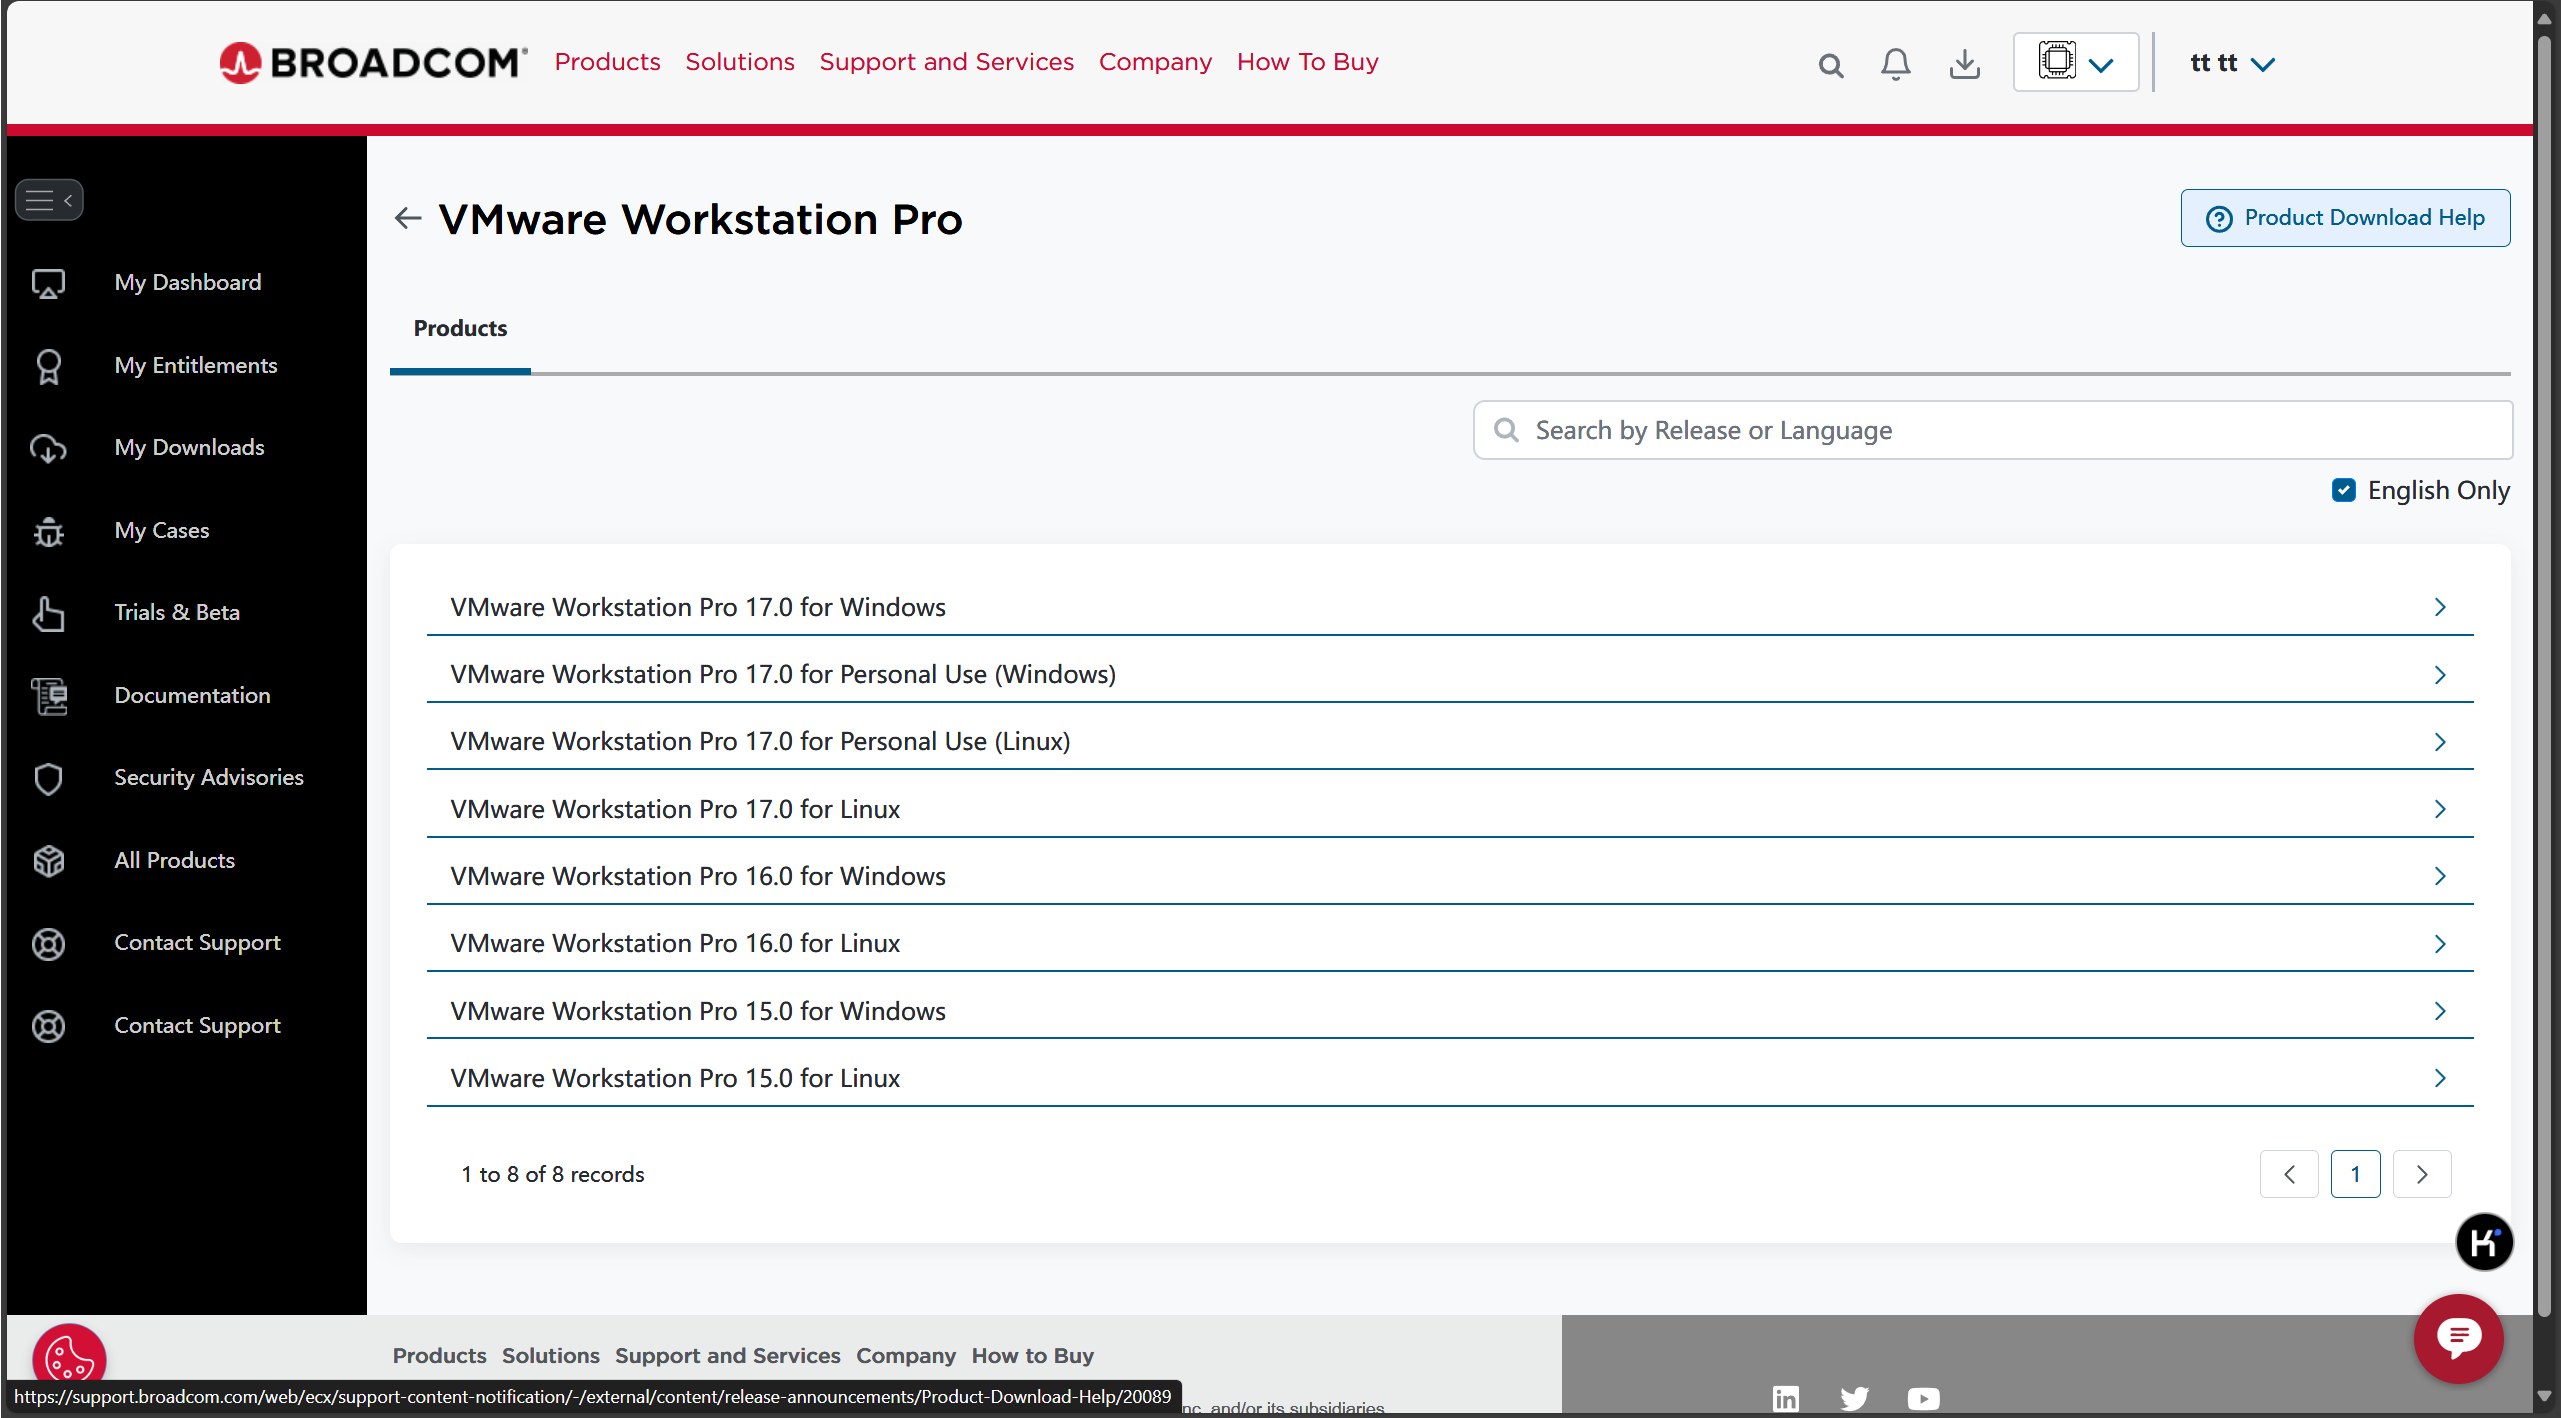 BROADCOM® Products Solutions Support and Services Company How To Buy tt tt
My Dashboard
My Entitlements
My Downloads
My Cases
Trials & Beta
Documentation
Security Advisories
All Products
Contact Support
Contact Support
VMware Workstation Pro
Product Download Help
Products
Search by Release or Language
English Only
VMware Workstation Pro 17.0 for Windows
VMware Workstation Pro 17.0 for Personal Use (Windows)
VMware Workstation Pro 17.0 for Personal Use (Linux)
VMware Workstation Pro 17.0 for Linux
VMware Workstation Pro 16.0 for Windows
VMware Workstation Pro 16.0 for Linux
VMware Workstation Pro 15.0 for Windows
VMware Workstation Pro 15.0 for Linux
1 to 8 of 8 records
1
K
Products Solutions Support and Services Company How to Buy
https://support.broadcom.com/web/ecx/support-content-notification/-/external/content/release-announcements/Product-Download-Help/20089
and/or its subsidiaries
in